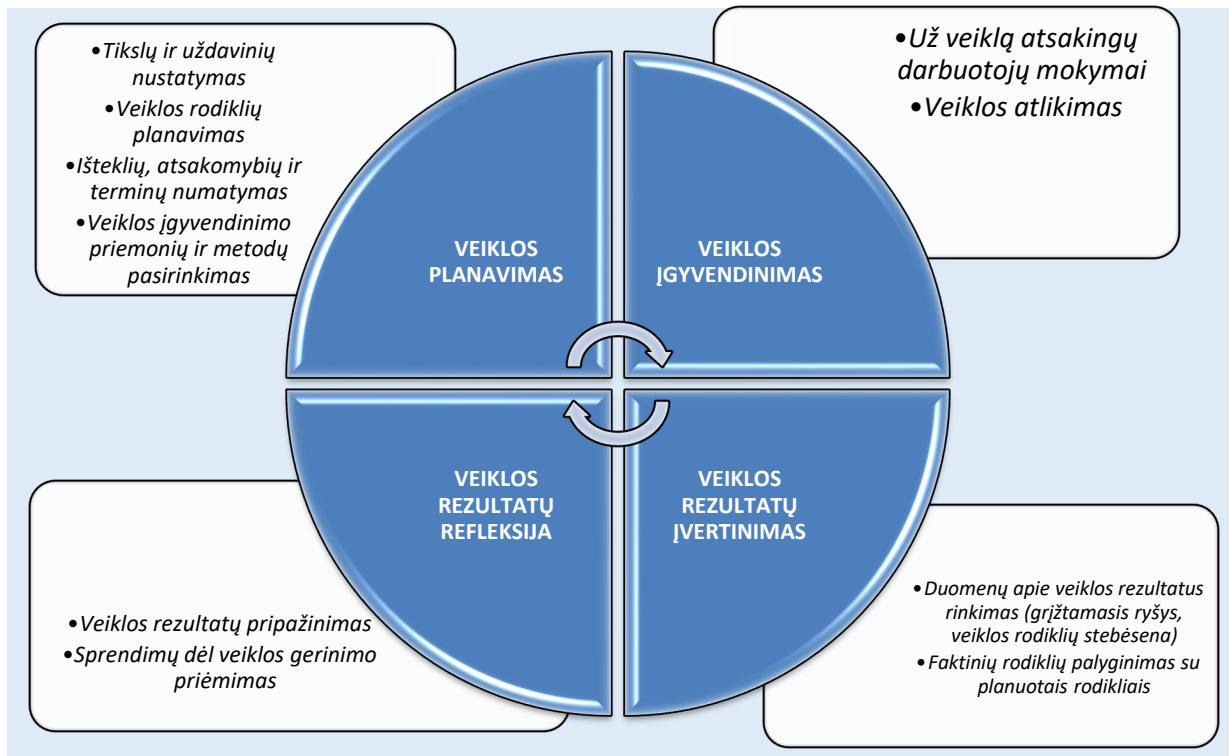 •Tikslų ir uždavinių
nustatymas
•Veiklos rodiklių
planavimas
•Išteklių, atsakomybių ir
terminų numatymas
•Veiklos įgyvendinimo
priemonių ir metodų
pasirinkimas
•Už veiklą atsakingų
darbuotojų mokymai
•Veiklos atlikimas
VEIKLOS
PLANAVIMAS
VEIKLOS
ĮGYVENDINIMAS
VEIKLOS
REZULTATŲ
REFLEKSIJA
VEIKLOS
REZULTATŲ
ĮVERTINIMAS
•Veiklos rezultatų pripažinimas
•Sprendimų dėl veiklos gerinimo
priėmimas
•Duomenų apie veiklos rezultatus
rinkimas (grįžtamasis ryšys,
veiklos rodiklių stebėsena)
•Faktinių rodiklių palyginimas su
planuotais rodikliais